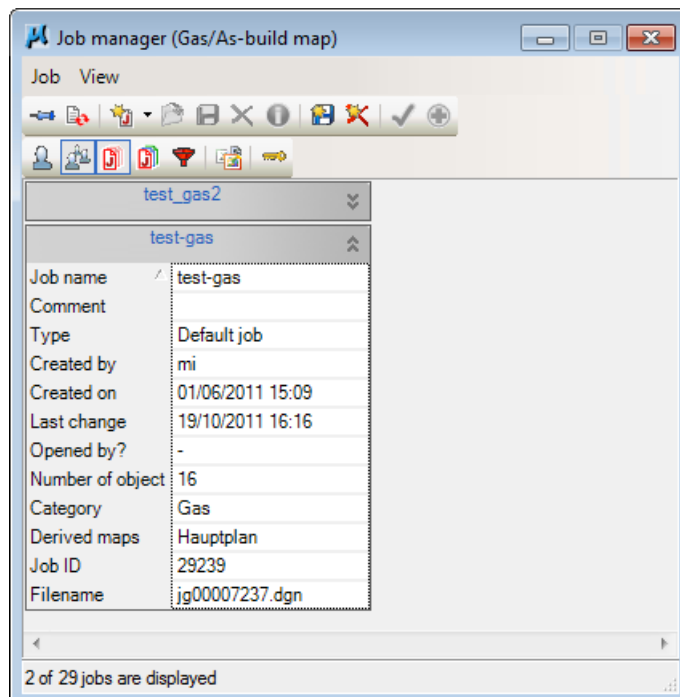 Job manager (Gas/As-build map)
Job View
test_gas2
test-gas
Job name test-gas
Comment
Type Default job
Created by mi
Created on 01/06/2011 15:09
Last change 19/10/2011 16:16
Opened by? -
Number of object 16
Category Gas
Derived maps Hauptplan
Job ID 29239
Filename jg00007237.dgn
2 of 29 jobs are displayed